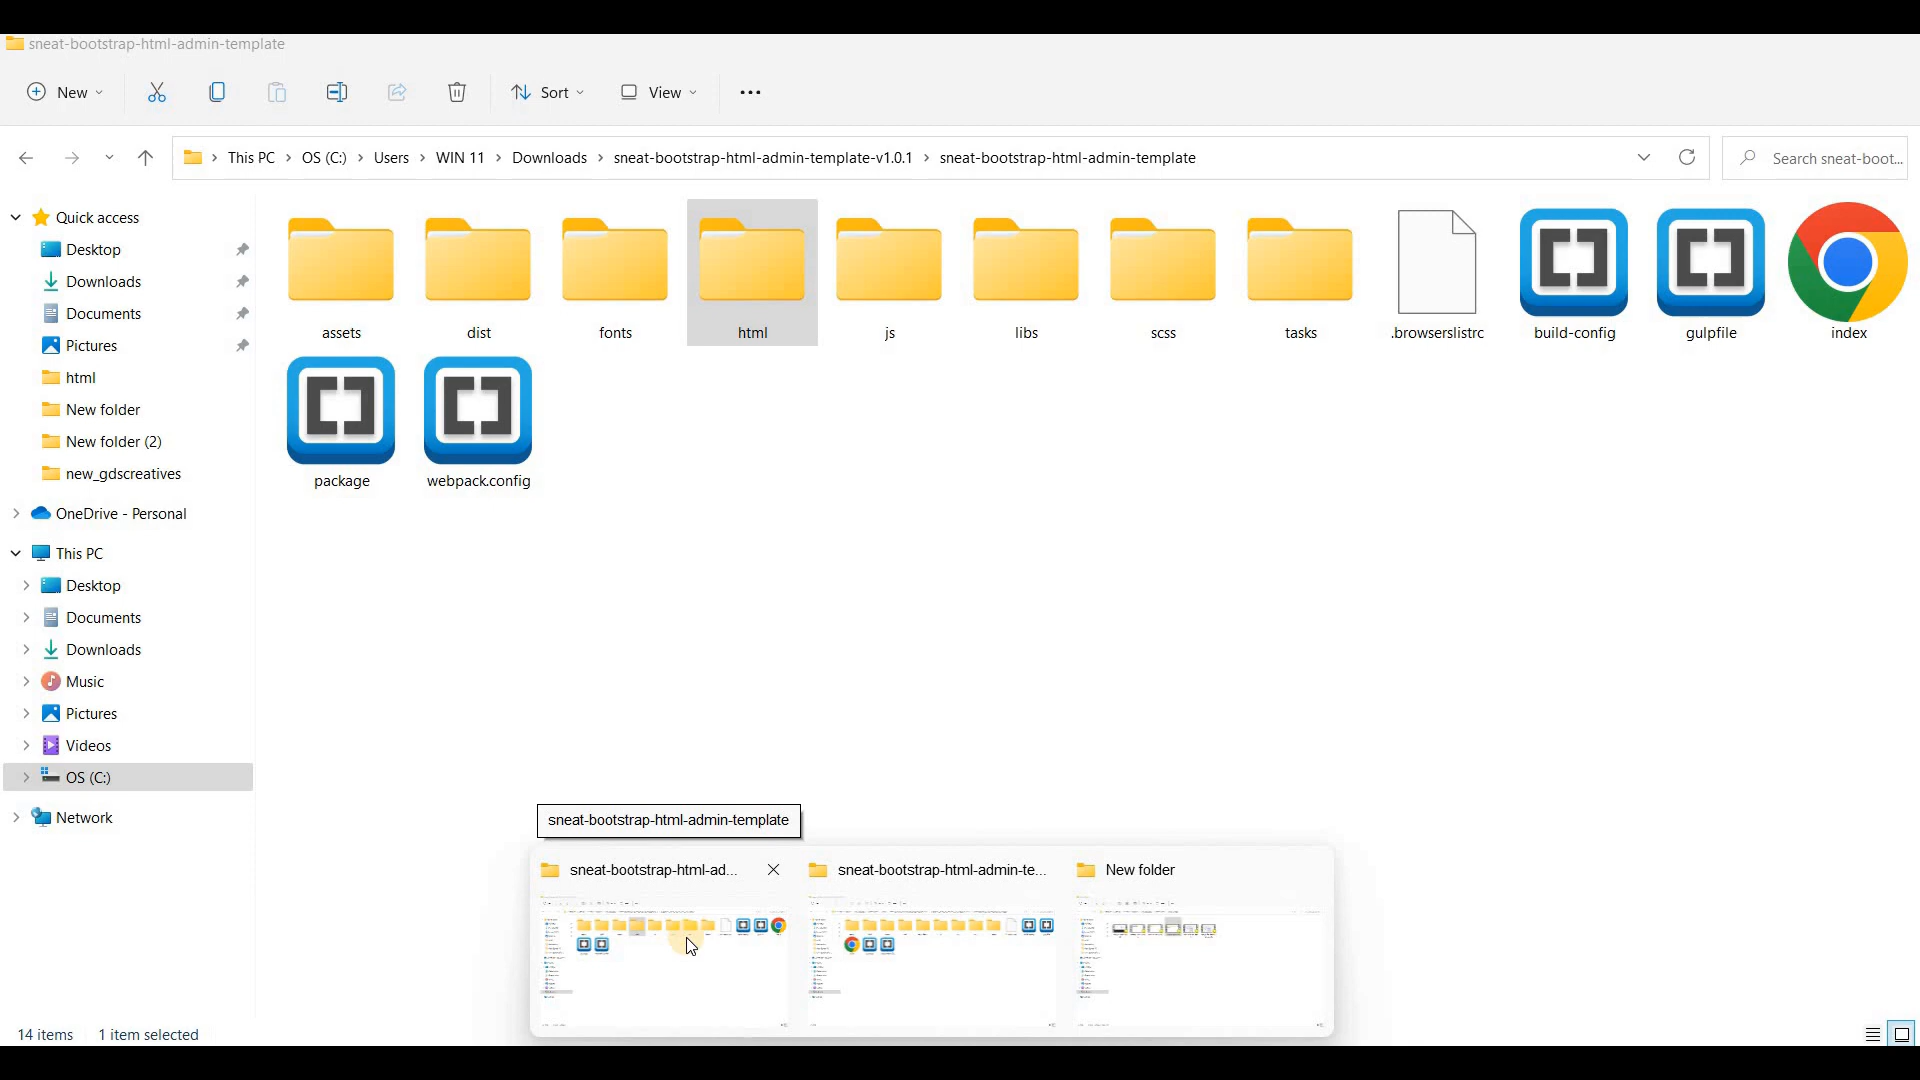 sneat-bootstrap-html-admin-template
New
Sort
View
This PC
OS (C:)
Users
WIN 11
Downloads
sneat-bootstrap-html-admin-template-v1.0.1
sneat-bootstrap-html-admin-template
Search sneat-boot...
Quick access
Desktop
Downloads
Documents
Pictures
html
New folder
New folder (2)
new_gdscreatives
OneDrive - Personal
This PC
Desktop
Documents
Downloads
Music
Pictures
Videos
OS (C:)
Network
assets
dist
fonts
html
js
libs
scss
tasks
.browserslistrc
build-config
gulpfile
index
package
webpack.config
sneat-bootstrap-html-admin-template
sneat-bootstrap-html-ad...
sneat-bootstrap-html-admin-te...
New folder
14 items
1 item selected